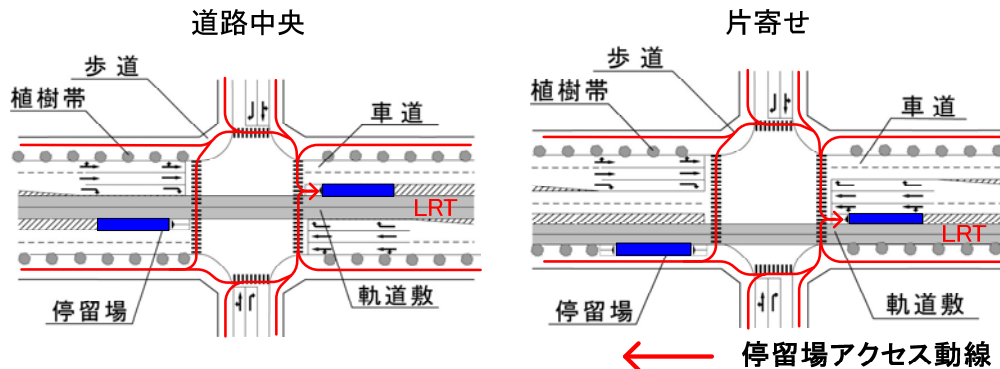 道路中央
歩道
植樹帯
車道
LRT
停留場
軌道敷
片寄せ
歩道
植樹帯
車道
LRT
停留場
軌道敷
停留場アクセス動線